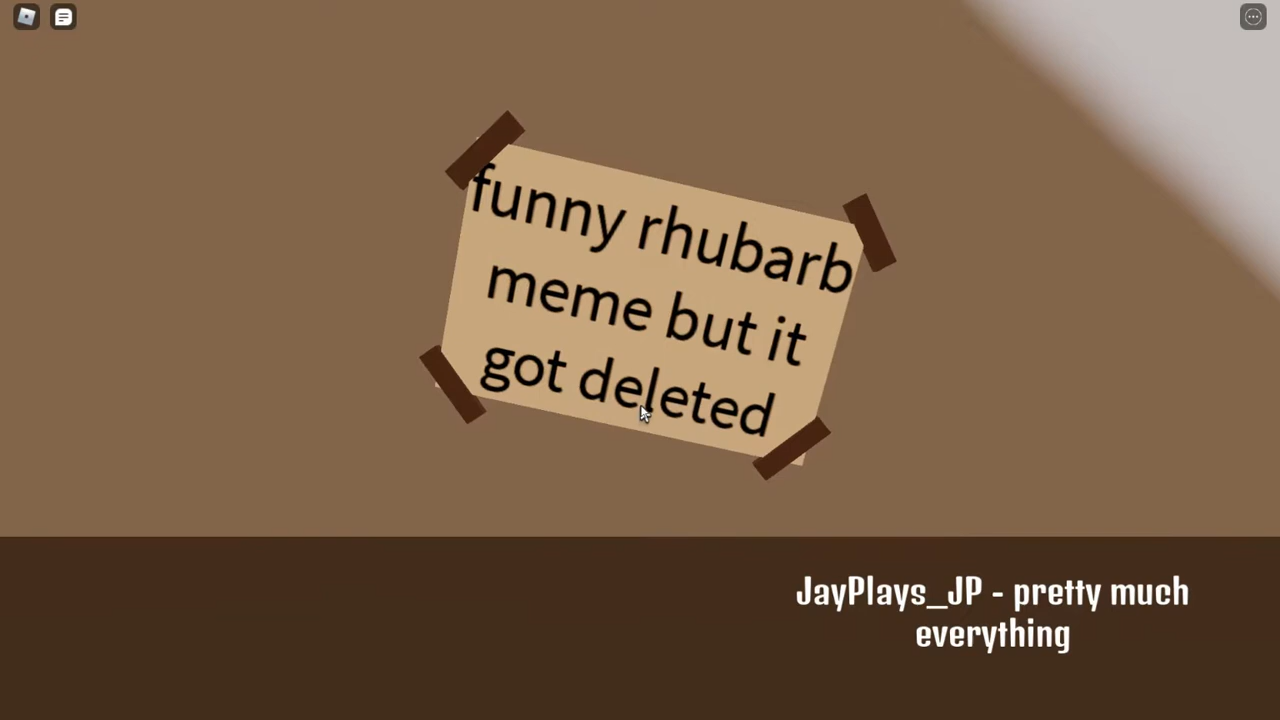 funny rhubarb
meme but it
got deleted
JayPlays_JP - pretty much
everything